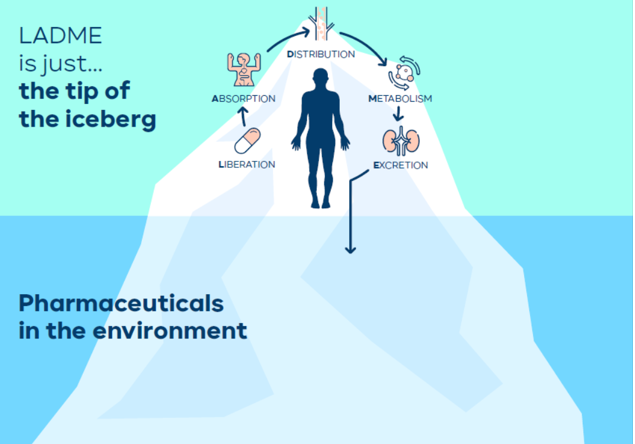 LADME
is just...
the tip of
the iceberg
DISTRIBUTION
ABSORPTION
METABOLISM
LIBERATION
EXCRETION
Pharmaceuticals
in the environment